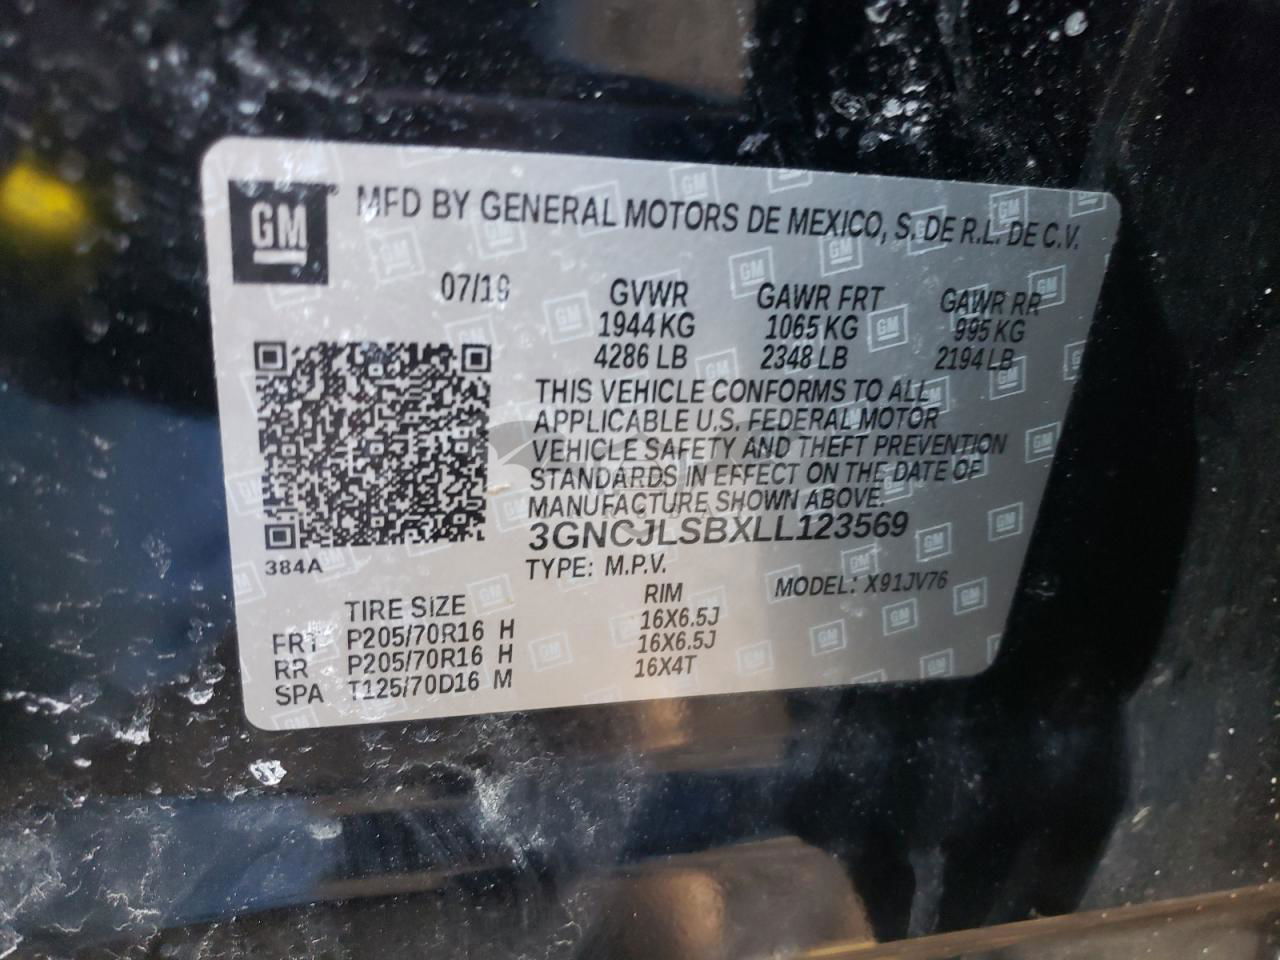 GM MFD BY GENERAL MOTORS DE MEXICO, S. DE R.L. DE C.V.
07/19 GVWR GAWR FRT GAWR RR
1944 KG 1065 KG 995 KG
4286 LB 2348 LB 2194 LB
THIS VEHICLE CONFORMS TO ALL
APPLICABLE U.S. FEDERAL MOTOR
VEHICLE SAFETY AND THEFT PREVENTION
STANDARDS IN EFFECT ON THE DATE OF
MANUFACTURE SHOWN ABOVE.
3GNCJLSBXLL123569
384A
TYPE: M.P.V. MODEL: X91JV76
TIRE SIZE RIM
FRT P205/70R16 H 16X6.5J
RR P205/70R16 H 16X6.5J
SPA T125/70D16 M 16X4T